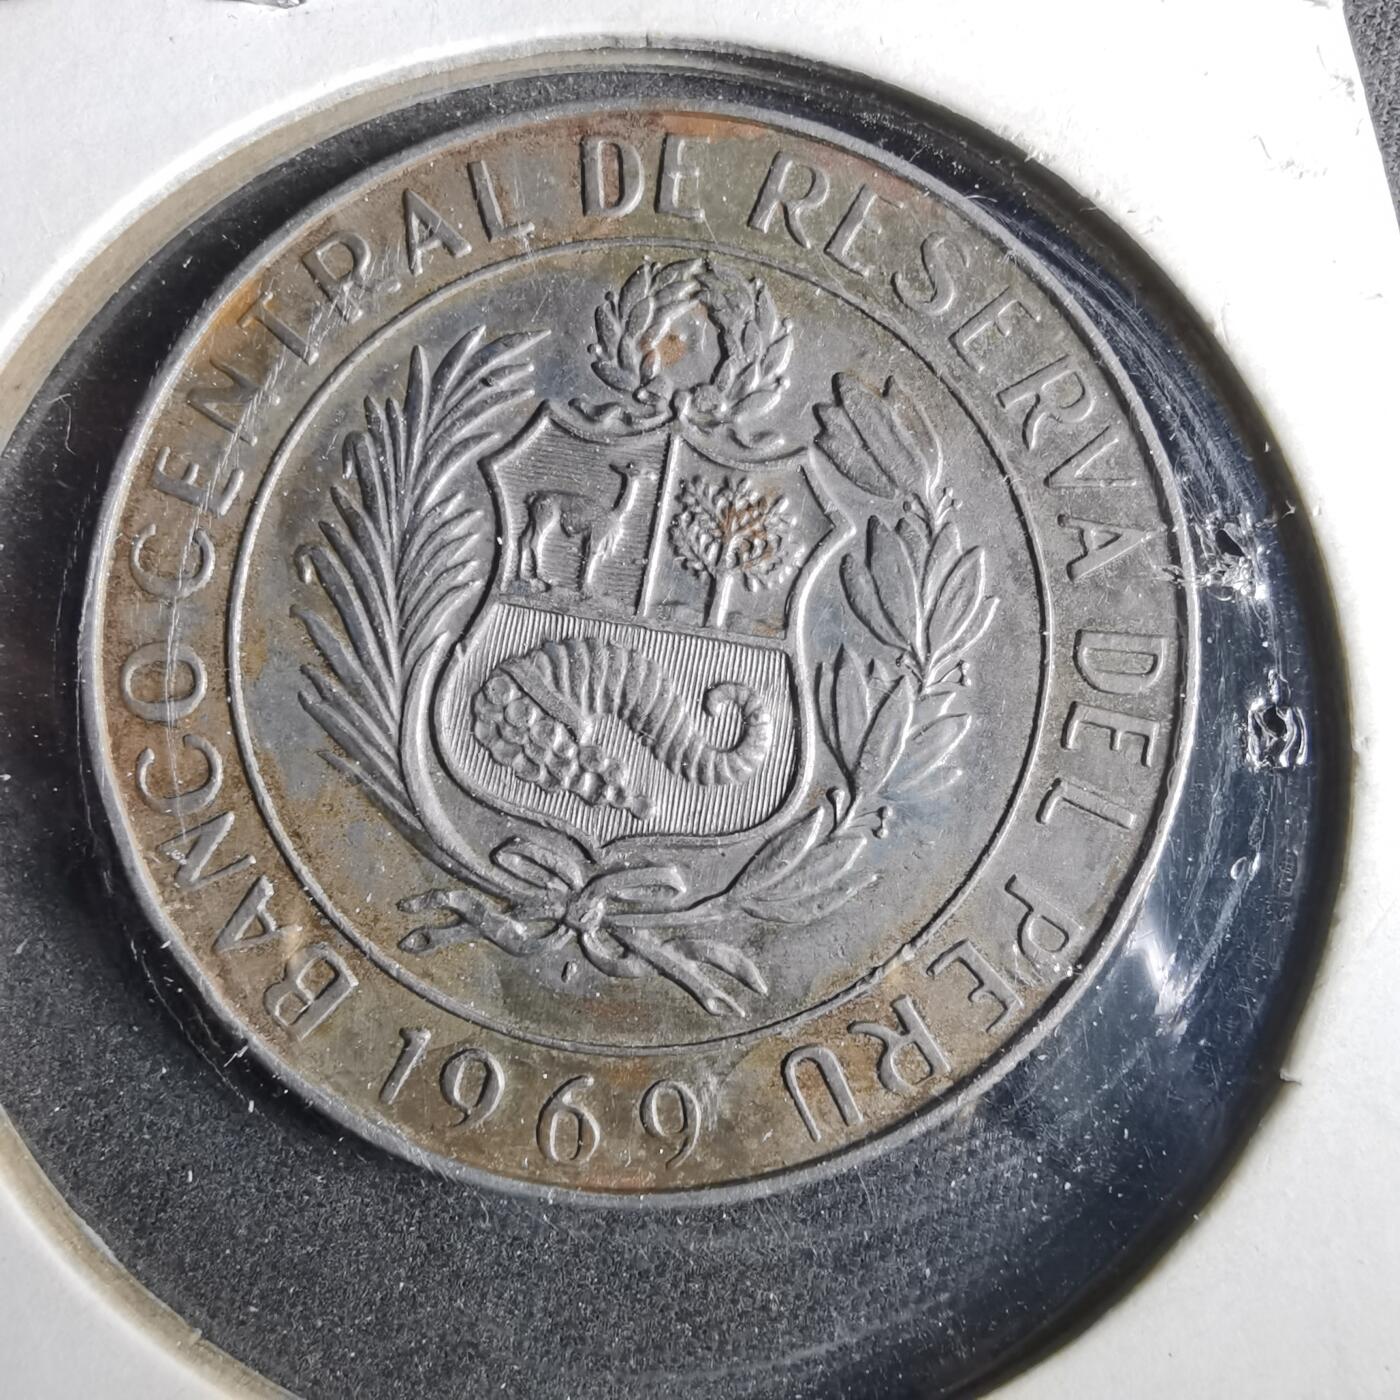 BANCO CENTRAL DE RESERVA DEL PERU
1969